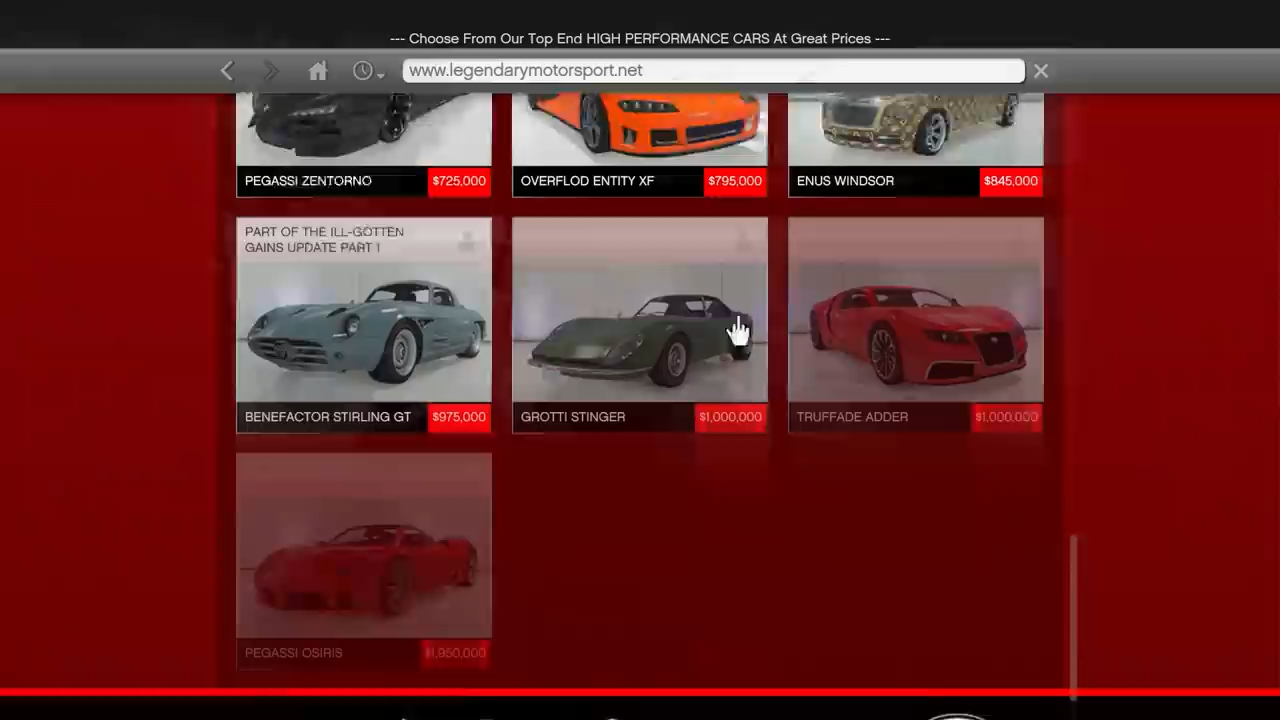 --- Choose From Our Top End HIGH PERFORMANCE CARS At Great Prices ---
www.legendarymotorsport.net
PEGASSI ZENTORNO $725,000
OVERFLOD ENTITY XF $795,000
ENUS WINDSOR $845,000
PART OF THE ILL-GOTTEN
GAINS UPDATE PART 1
BENEFACTOR STIRLING GT $975,000
GROTTI STINGER $1,000,000
TRUFFADE ADDER $1,000,000
PEGASSI OSIRIS $1,950,000